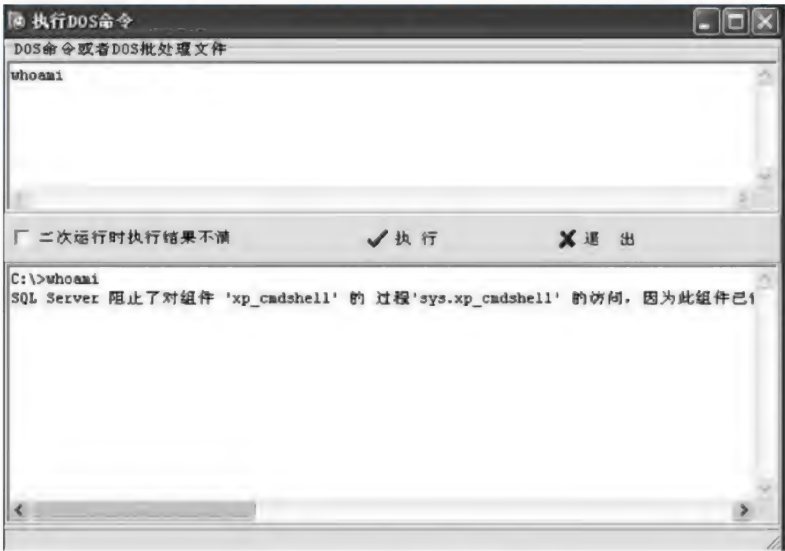 执行DOS命令
DOS命令或者DOS批处理文件
whoami
二次运行时执行结果不清
执 行
退 出
C:\>whoami
SQL Server 阻止了对组件 'xp_cmdshell' 的 过程'sys.xp_cmdshell' 的访问，因为此组件已